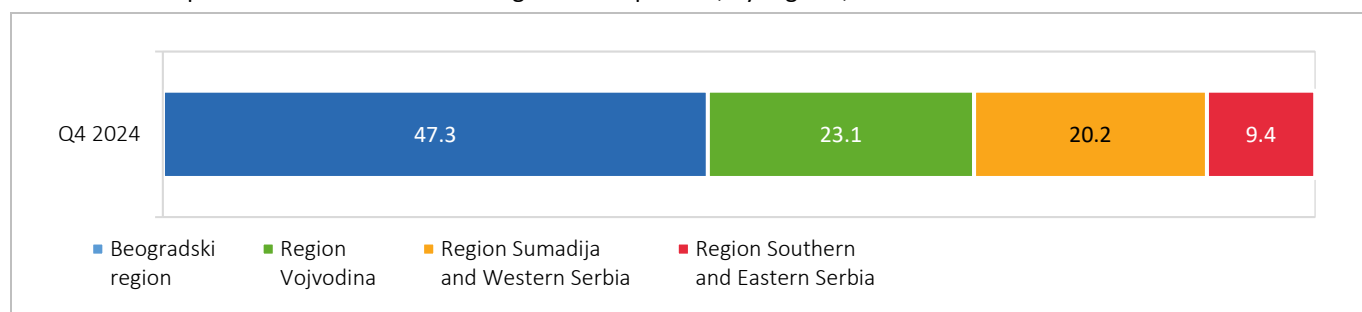 Q4 2024
47.3
23.1
20.2
9.4
Beogradski
region
Region
Vojvodina
Region Sumadija
and Western Serbia
Region Southern
and Eastern Serbia